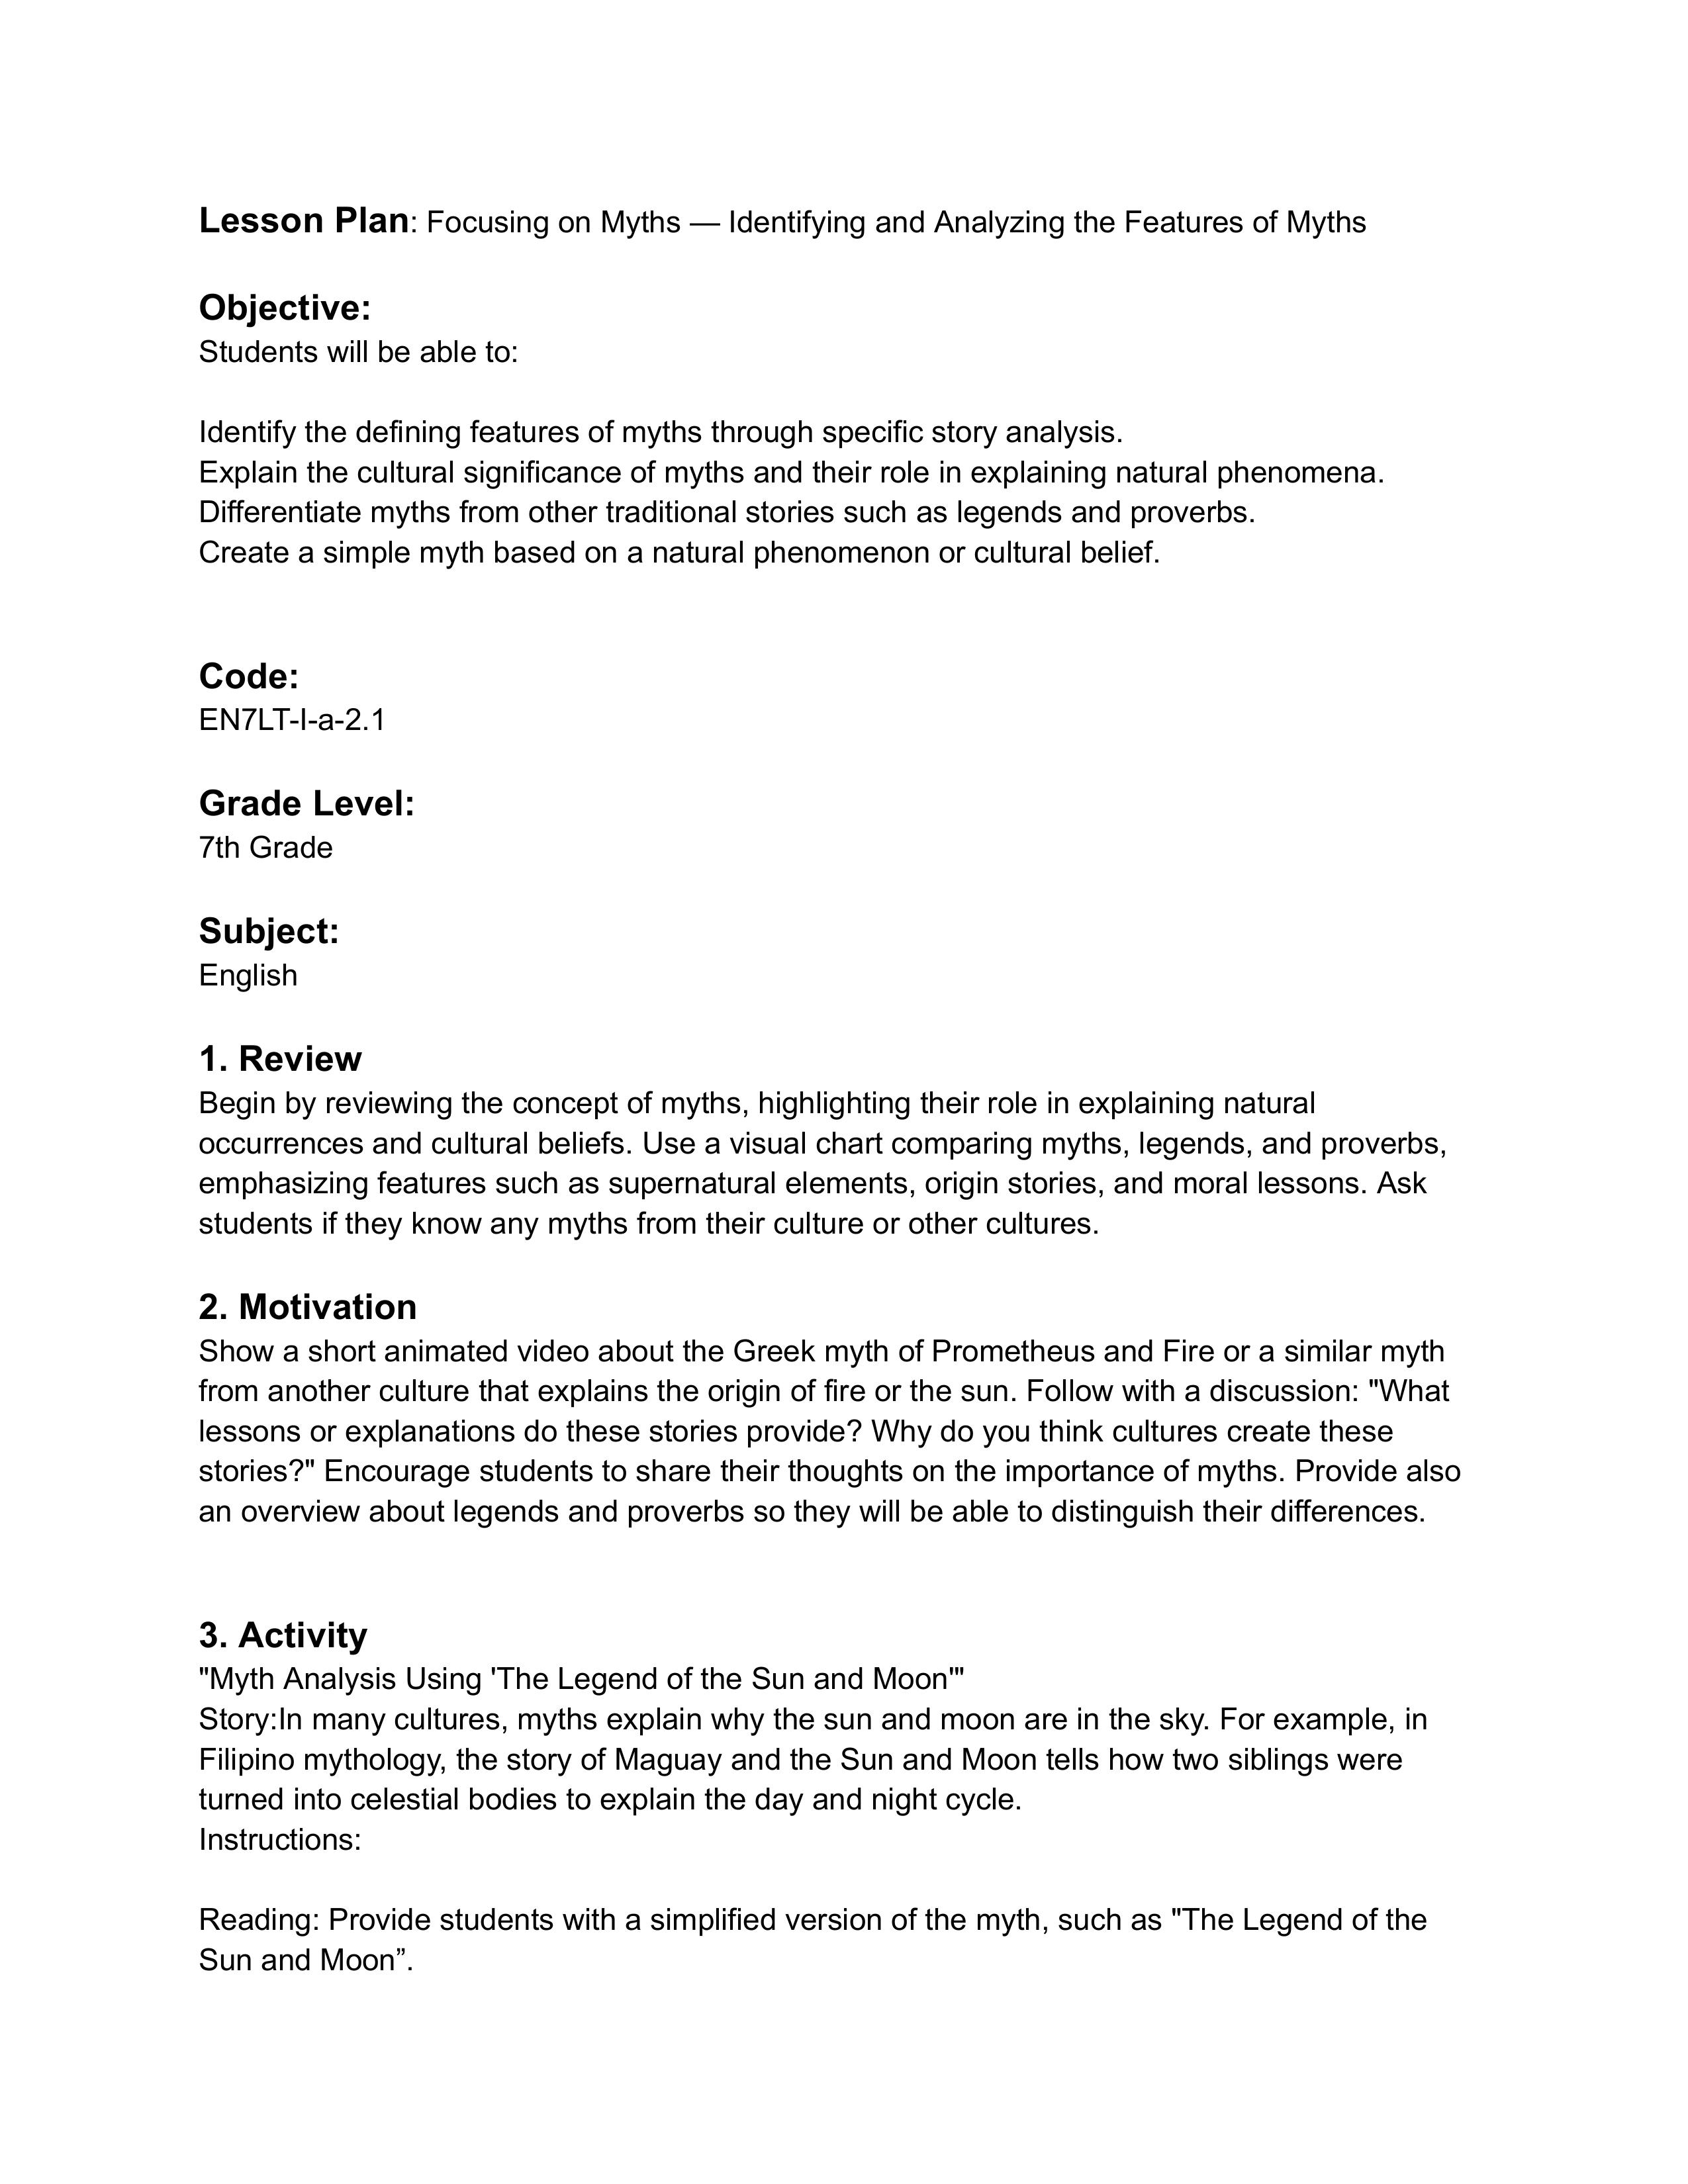 Lesson Plan: Focusing on Myths — Identifying and Analyzing the Features of Myths
Objective:
Students will be able to:
Identify the defining features of myths through specific story analysis.
Explain the cultural significance of myths and their role in explaining natural phenomena.
Differentiate myths from other traditional stories such as legends and proverbs.
Create a simple myth based on a natural phenomenon or cultural belief.
Code:
EN7LT-I-a-2.1
Grade Level:
7th Grade
Subject:
English
1. Review
Begin by reviewing the concept of myths, highlighting their role in explaining natural
occurrences and cultural beliefs. Use a visual chart comparing myths, legends, and proverbs,
emphasizing features such as supernatural elements, origin stories, and moral lessons. Ask
students if they know any myths from their culture or other cultures.
2. Motivation
Show a short animated video about the Greek myth of Prometheus and Fire or a similar myth
from another culture that explains the origin of fire or the sun. Follow with a discussion: "What
lessons or explanations do these stories provide? Why do you think cultures create these
stories?" Encourage students to share their thoughts on the importance of myths. Provide also
an overview about legends and proverbs so they will be able to distinguish their differences.
3. Activity
"Myth Analysis Using 'The Legend of the Sun and Moon'"
Story:In many cultures, myths explain why the sun and moon are in the sky. For example, in
Filipino mythology, the story of Maguay and the Sun and Moon tells how two siblings were
turned into celestial bodies to explain the day and night cycle.
Instructions:
Reading: Provide students with a simplified version of the myth, such as "The Legend of the
Sun and Moon”.